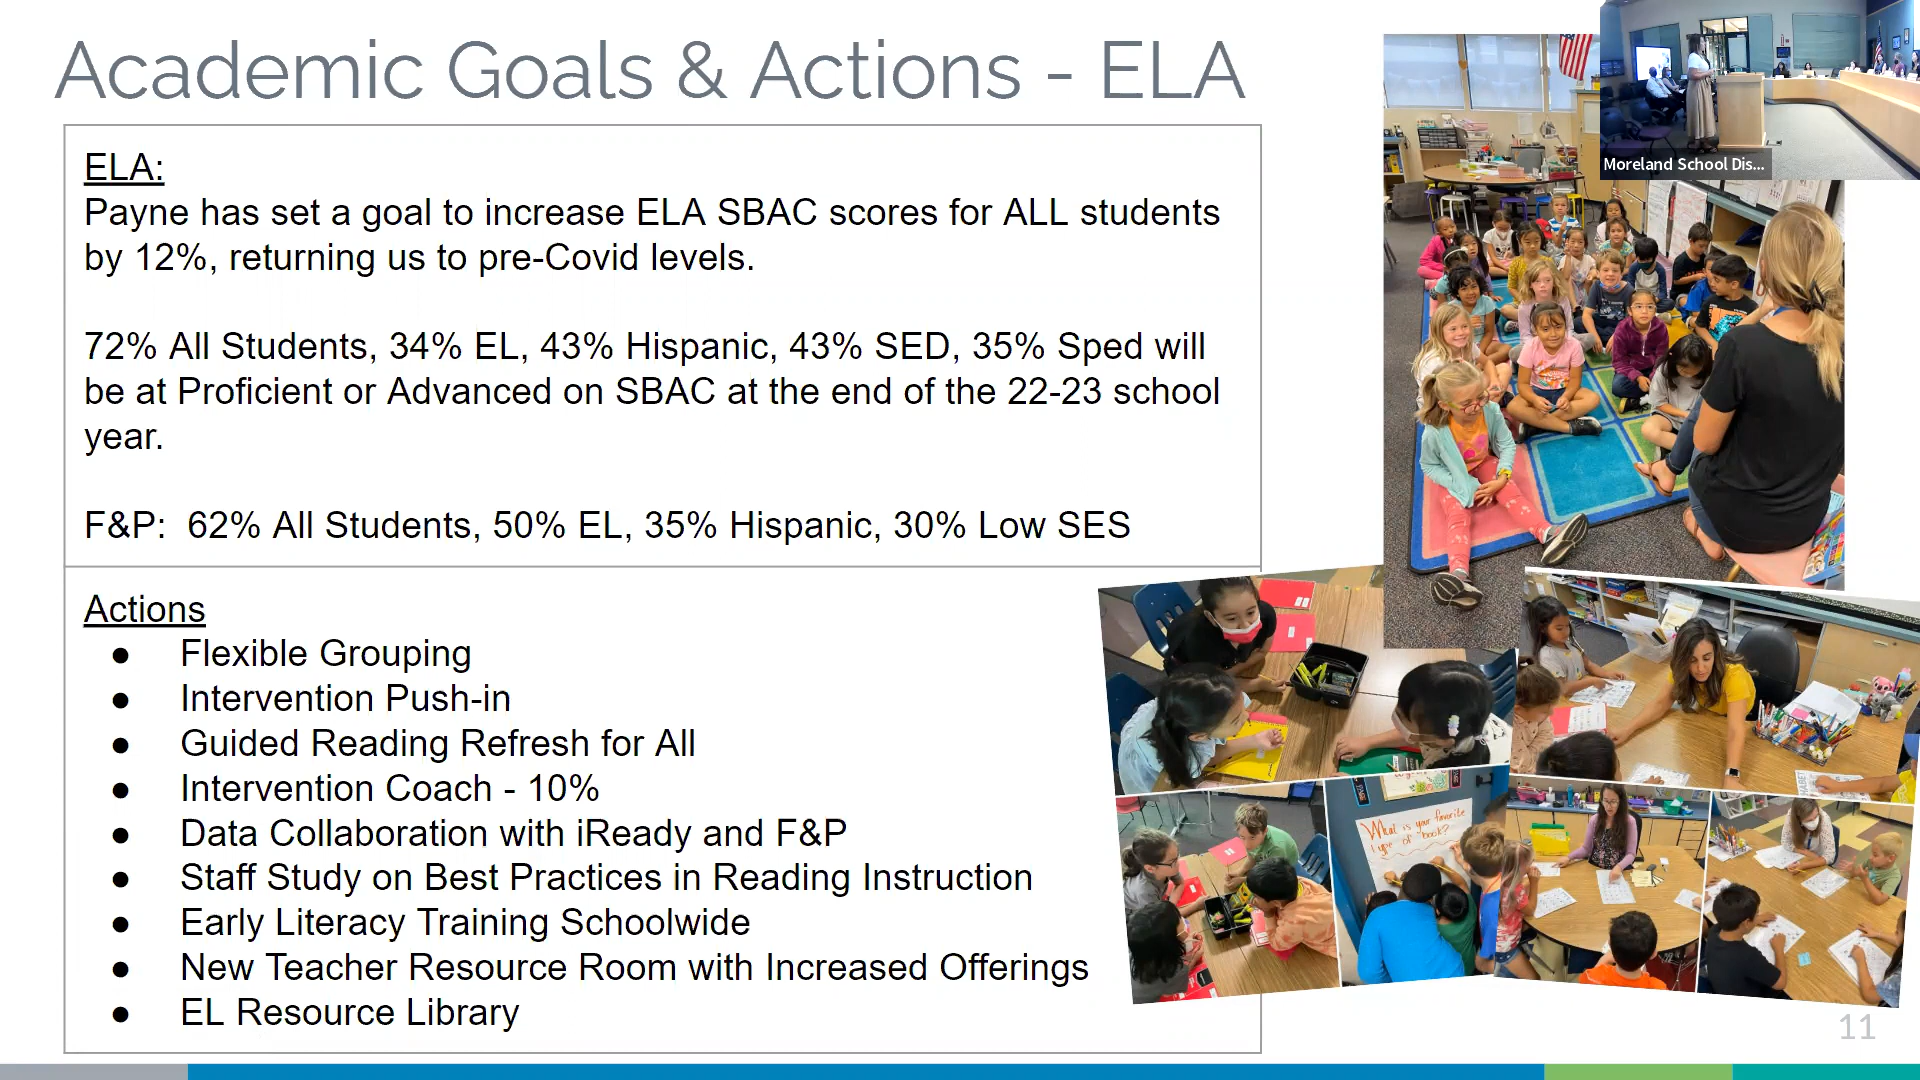 Academic Goals & Actions - ELA
Moreland School Dis...
ELA:
Payne has set a goal to increase ELA SBAC scores for ALL students
by 12%, returning us to pre-Covid levels.
72% All Students, 34% EL, 43% Hispanic, 43% SED, 35% Sped will
be at Proficient or Advanced on SBAC at the end of the 22-23 school
year.
F&P:  62% All Students, 50% EL, 35% Hispanic, 30% Low SES
Actions
● Flexible Grouping
● Intervention Push-in
● Guided Reading Refresh for All
● Intervention Coach - 10%
● Data Collaboration with iReady and F&P
● Staff Study on Best Practices in Reading Instruction
● Early Literacy Training Schoolwide
● New Teacher Resource Room with Increased Offerings
● EL Resource Library
What is your favorite
type of book?
11